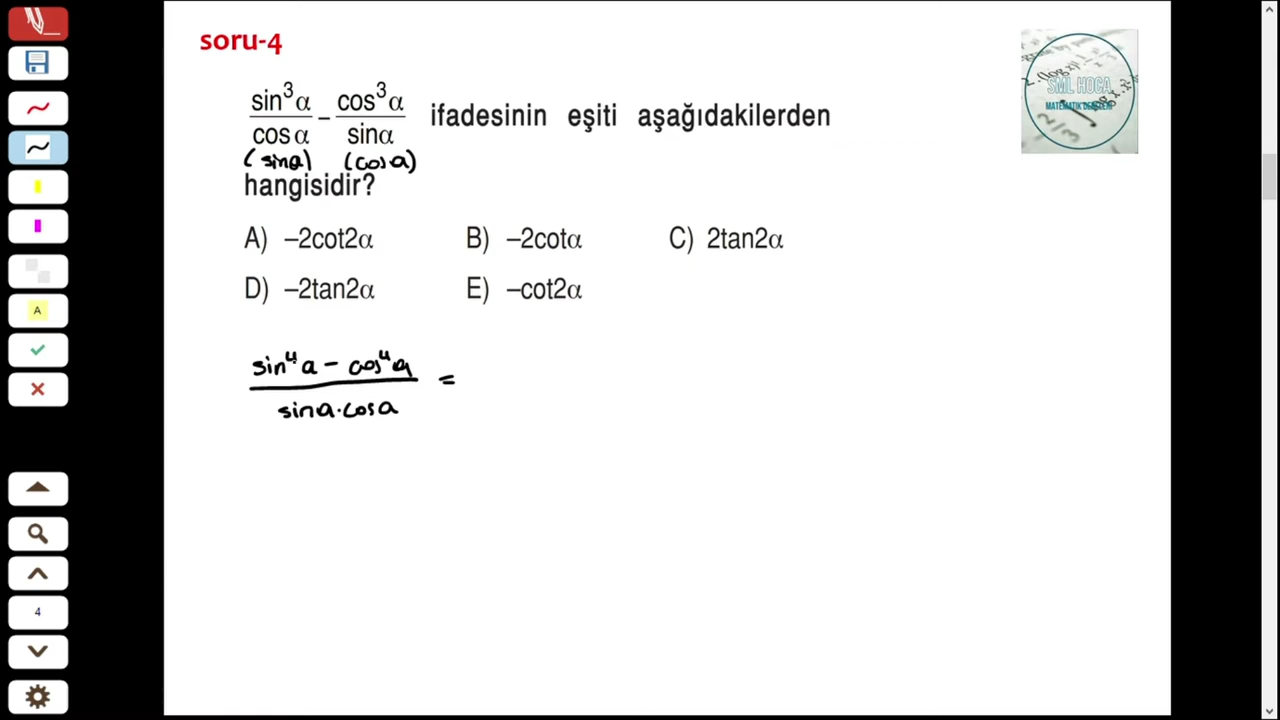 soru-4
sin³α/cosα − cos³α/sinα ifadesinin eşiti aşağıdakilerden
(sina) (cosa)
hangisidir?
A) –2cot2α B) –2cotα C) 2tan2α
D) –2tan2α E) –cot2α
sin⁴a − cos⁴a / sina·cosa =
SML HOCA
A
4